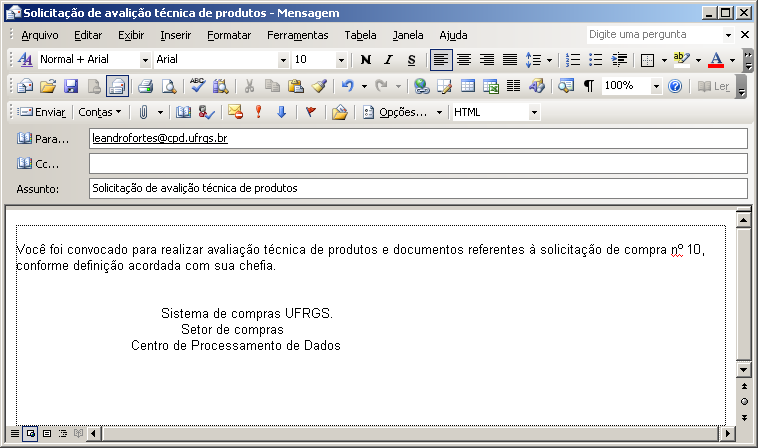 Solicitação de avalição técnica de produtos - Mensagem
Arquivo Editar Exibir Inserir Formatar Ferramentas Tabela Janela Ajuda Digite uma pergunta
Normal + Arial Arial 10 N I S
100% Ler
Enviar Contas Opções... HTML
Para... leandrofortes@cpd.ufrgs.br
Cc...
Assunto: Solicitação de avalição técnica de produtos
Você foi convocado para realizar avaliação técnica de produtos e documentos referentes à solicitação de compra nº 10,
conforme definição acordada com sua chefia.
Sistema de compras UFRGS.
Setor de compras
Centro de Processamento de Dados